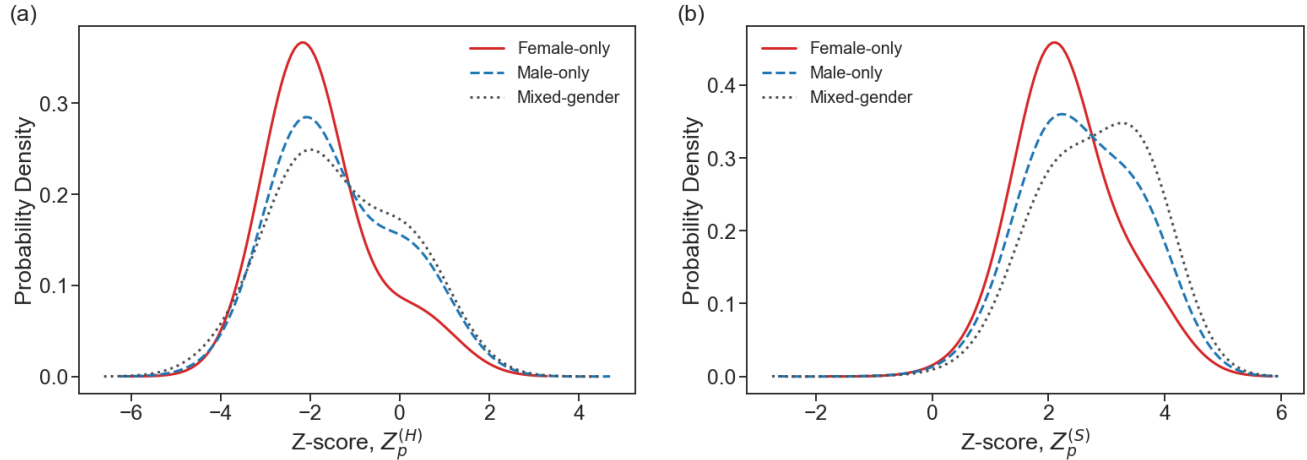 (a)
Probability Density
0.3
0.2
0.1
0.0
−6 −4 −2 0 2 4
Z-score, Z_p^(H)
Female-only
Male-only
Mixed-gender
(b)
Probability Density
0.4
0.3
0.2
0.1
0.0
−2 0 2 4 6
Z-score, Z_p^(S)
Female-only
Male-only
Mixed-gender